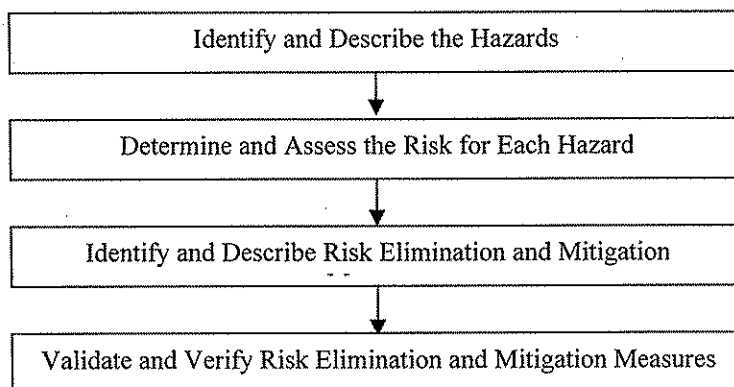 Identify and Describe the Hazards
Determine and Assess the Risk for Each Hazard
Identify and Describe Risk Elimination and Mitigation
Validate and Verify Risk Elimination and Mitigation Measures